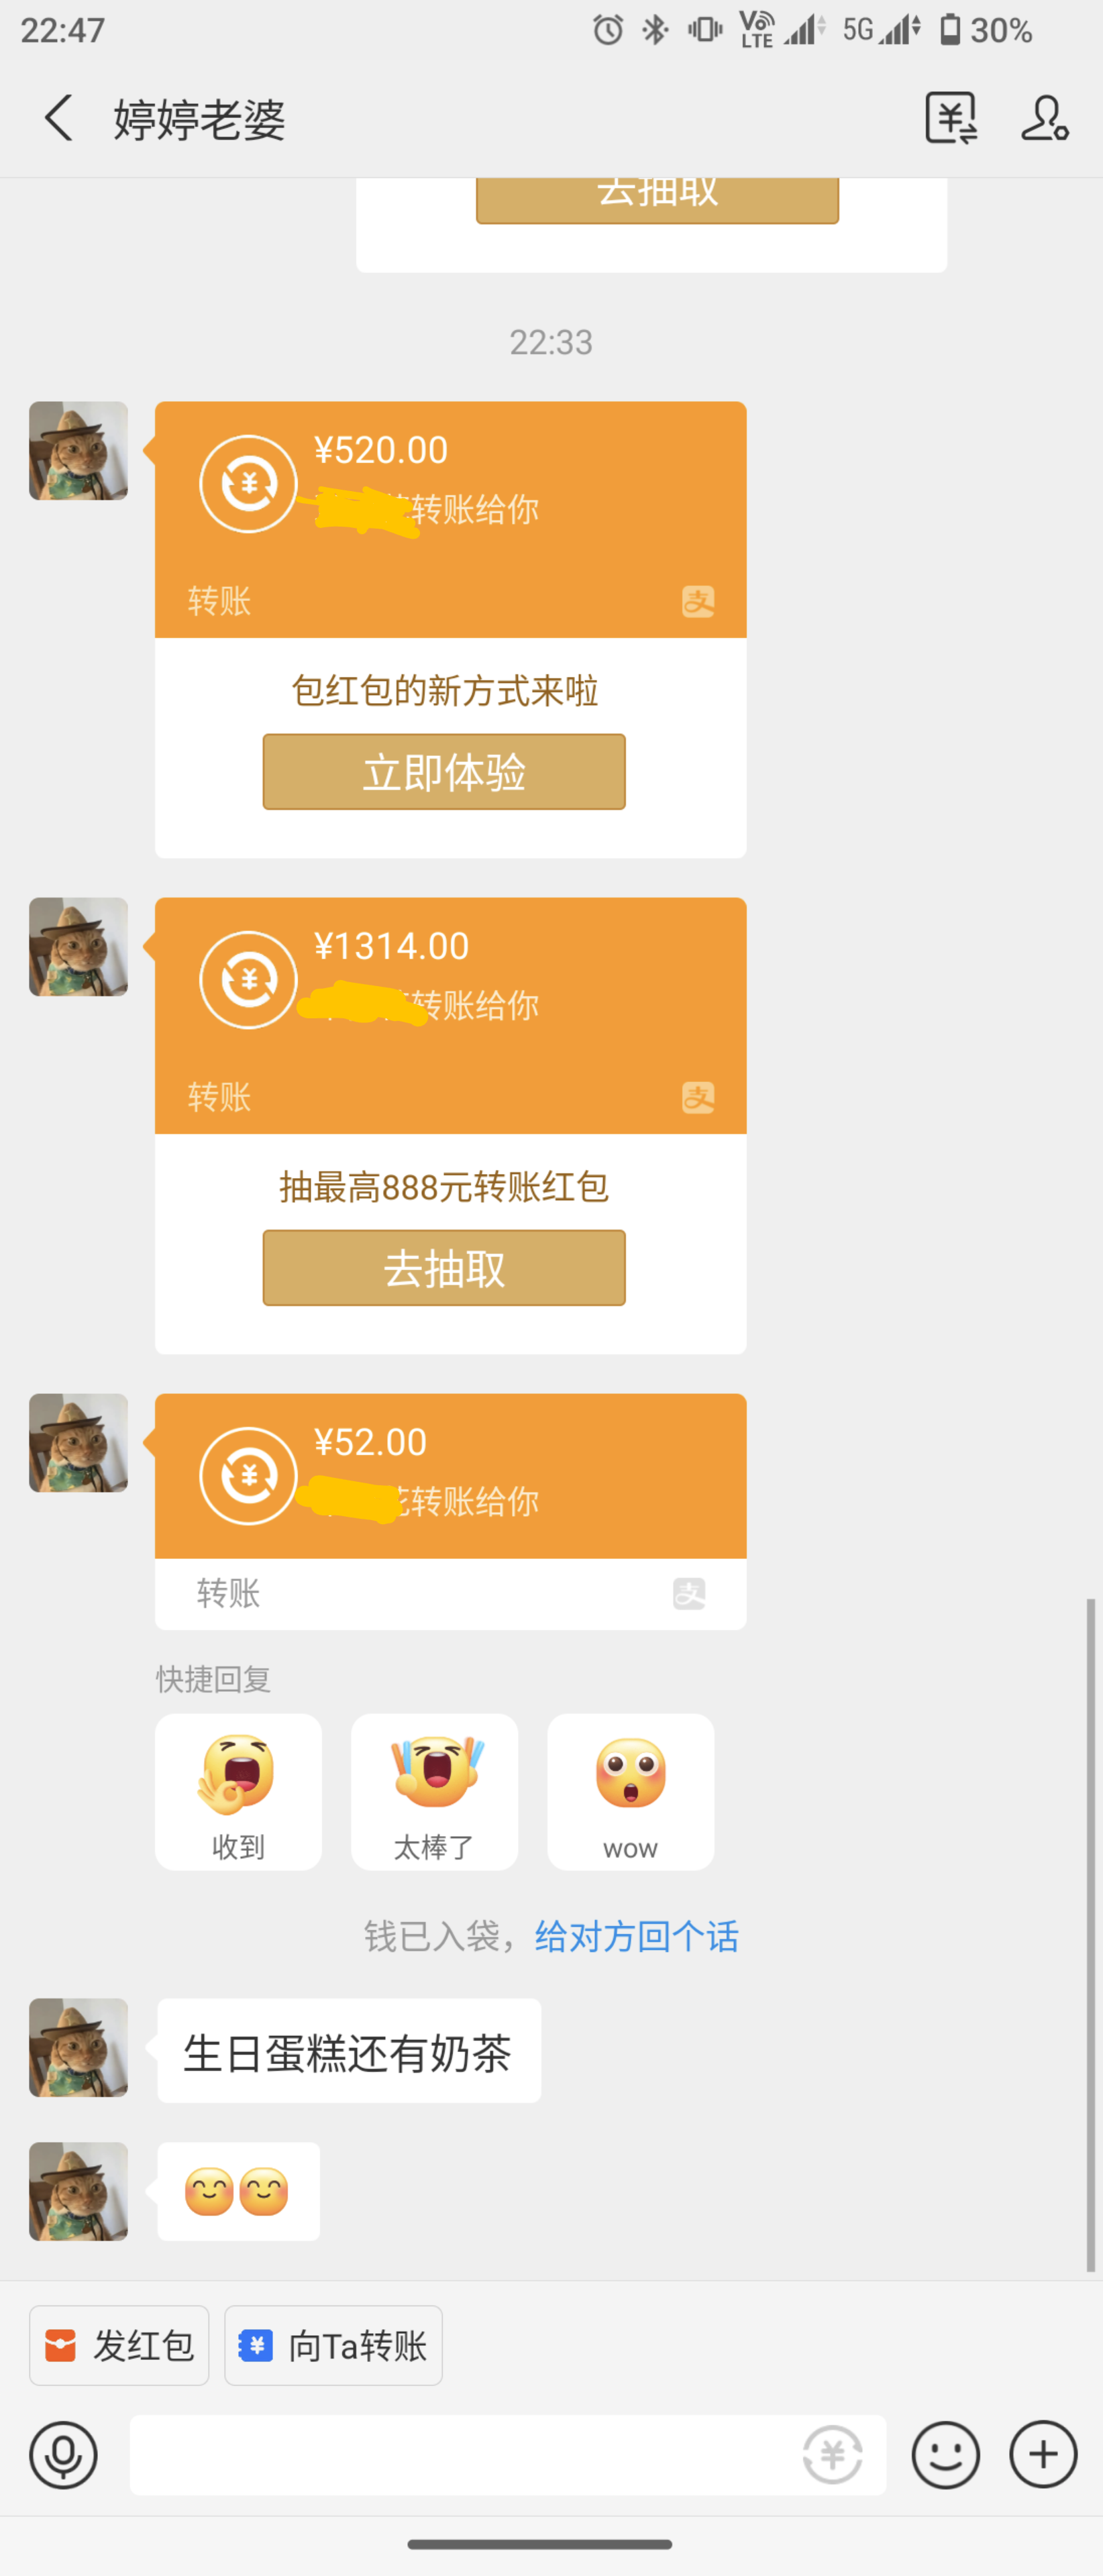 22:47
Vo LTE 5G 30%
婷婷老婆
去抽取
22:33
¥520.00
转账给你
转账
支
包红包的新方式来啦
立即体验
¥1314.00
转账给你
转账
支
抽最高888元转账红包
去抽取
¥52.00
转账给你
转账
支
快捷回复
收到 太棒了 wow
钱已入袋，给对方回个话
生日蛋糕还有奶茶
发红包 向Ta转账